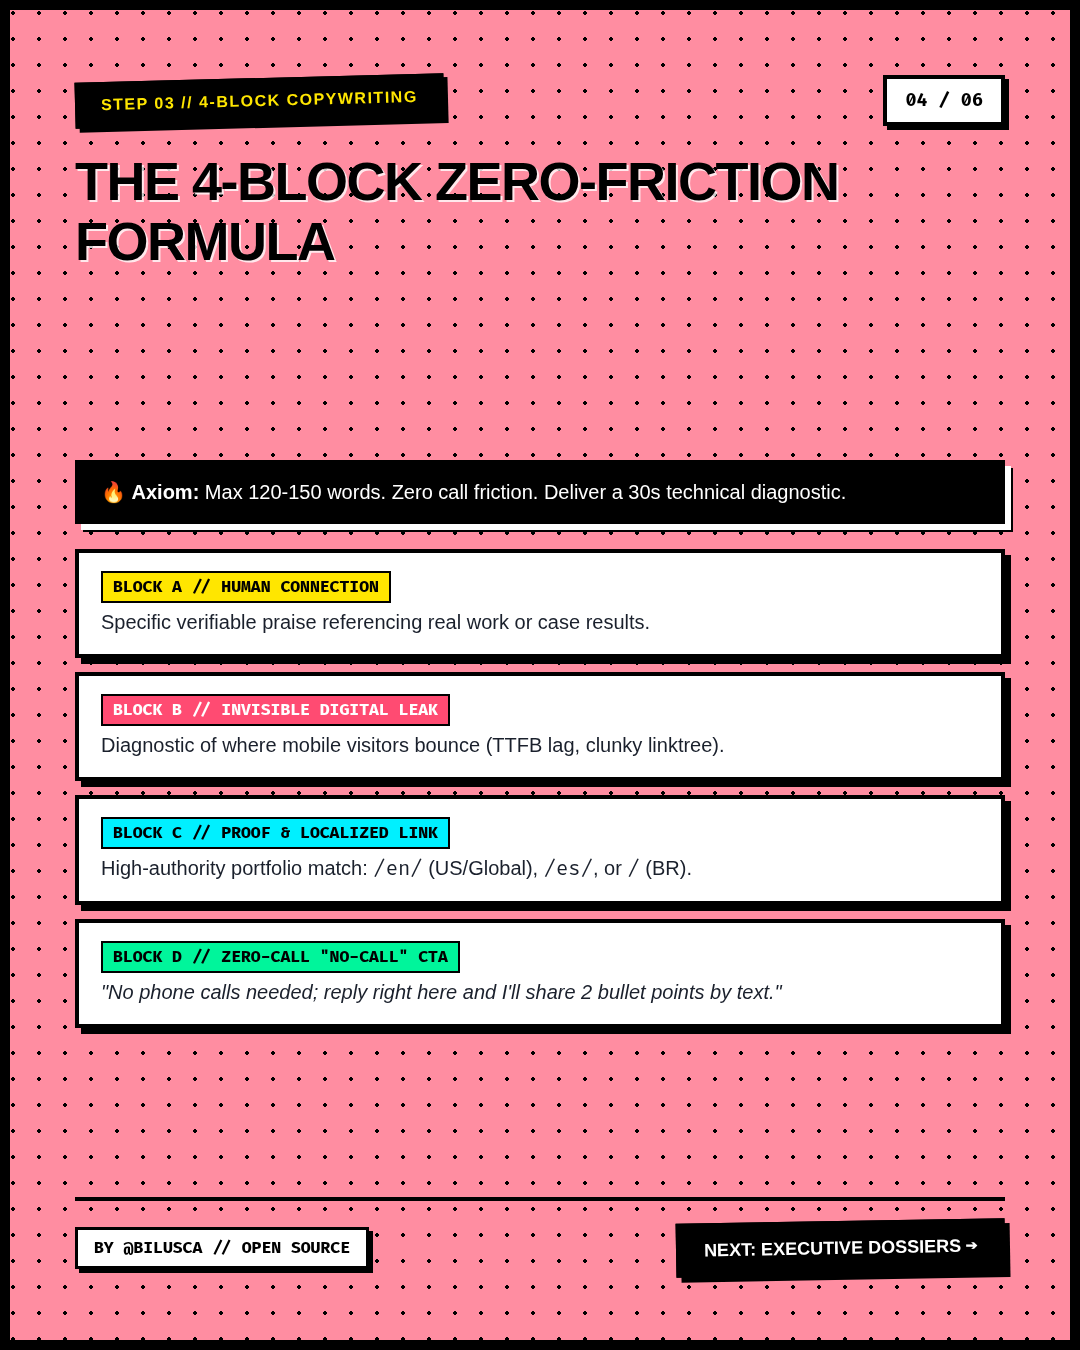 STEP 03 // 4-BLOCK COPYWRITING
04 / 06
THE 4-BLOCK ZERO-FRICTION
FORMULA
🔥 Axiom: Max 120-150 words. Zero call friction. Deliver a 30s technical diagnostic.
BLOCK A // HUMAN CONNECTION
Specific verifiable praise referencing real work or case results.
BLOCK B // INVISIBLE DIGITAL LEAK
Diagnostic of where mobile visitors bounce (TTFB lag, clunky linktree).
BLOCK C // PROOF & LOCALIZED LINK
High-authority portfolio match: /en/ (US/Global), /es/, or / (BR).
BLOCK D // ZERO-CALL "NO-CALL" CTA
"No phone calls needed; reply right here and I'll share 2 bullet points by text."
BY @BILUSCA // OPEN SOURCE
NEXT: EXECUTIVE DOSSIERS ➔